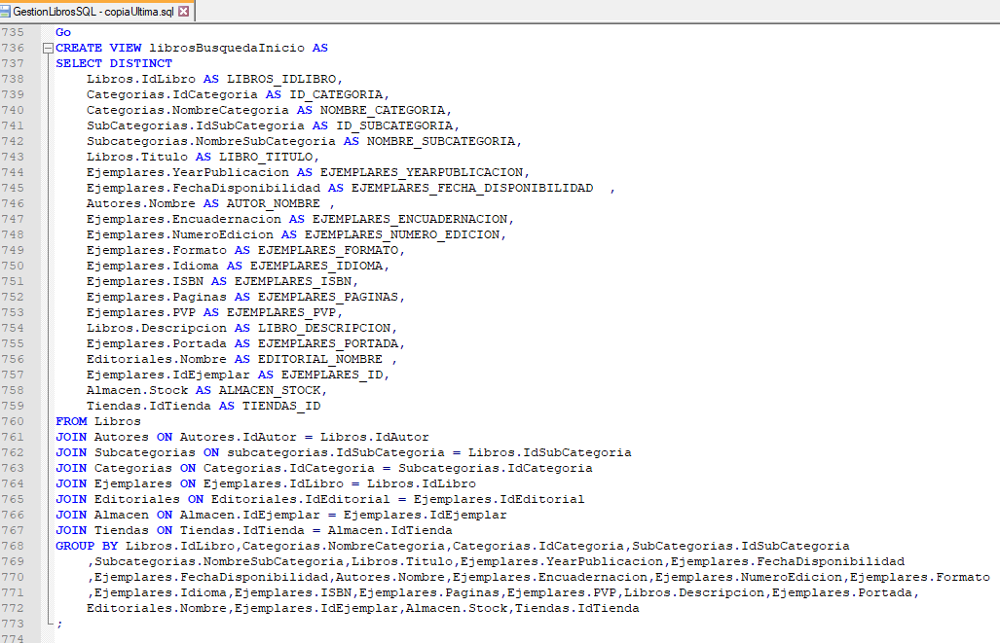 GestionLibrosSQL - copiaUltima.sql
735 Go
736 CREATE VIEW librosBusquedaInicio AS
737 SELECT DISTINCT
738 Libros.IdLibro AS LIBROS_IDLIBRO,
739 Categorias.IdCategoria AS ID_CATEGORIA,
740 Categorias.NombreCategoria AS NOMBRE_CATEGORIA,
741 SubCategorias.IdSubCategoria AS ID_SUBCATEGORIA,
742 Subcategorias.NombreSubCategoria AS NOMBRE_SUBCATEGORIA,
743 Libros.Titulo AS LIBRO_TITULO,
744 Ejemplares.YearPublicacion AS EJEMPLARES_YEARPUBLICACION,
745 Ejemplares.FechaDisponibilidad AS EJEMPLARES_FECHA_DISPONIBILIDAD ,
746 Autores.Nombre AS AUTOR_NOMBRE ,
747 Ejemplares.Encuadernacion AS EJEMPLARES_ENCUADERNACION,
748 Ejemplares.NumeroEdicion AS EJEMPLARES_NUMERO_EDICION,
749 Ejemplares.Formato AS EJEMPLARES_FORMATO,
750 Ejemplares.Idioma AS EJEMPLARES_IDIOMA,
751 Ejemplares.ISBN AS EJEMPLARES_ISBN,
752 Ejemplares.Paginas AS EJEMPLARES_PAGINAS,
753 Ejemplares.PVP AS EJEMPLARES_PVP,
754 Libros.Descripcion AS LIBRO_DESCRIPCION,
755 Ejemplares.Portada AS EJEMPLARES_PORTADA,
756 Editoriales.Nombre AS EDITORIAL_NOMBRE ,
757 Ejemplares.IdEjemplar AS EJEMPLARES_ID,
758 Almacen.Stock AS ALMACEN_STOCK,
759 Tiendas.IdTienda AS TIENDAS_ID
760 FROM Libros
761 JOIN Autores ON Autores.IdAutor = Libros.IdAutor
762 JOIN Subcategorias ON subcategorias.IdSubCategoria = Libros.IdSubCategoria
763 JOIN Categorias ON Categorias.IdCategoria = Subcategorias.IdCategoria
764 JOIN Ejemplares ON Ejemplares.IdLibro = Libros.IdLibro
765 JOIN Editoriales ON Editoriales.IdEditorial = Ejemplares.IdEditorial
766 JOIN Almacen ON Almacen.IdEjemplar = Ejemplares.IdEjemplar
767 JOIN Tiendas ON Tiendas.IdTienda = Almacen.IdTienda
768 GROUP BY Libros.IdLibro,Categorias.NombreCategoria,Categorias.IdCategoria,SubCategorias.IdSubCategoria
769 ,Subcategorias.NombreSubCategoria,Libros.Titulo,Ejemplares.YearPublicacion,Ejemplares.FechaDisponibilidad
770 ,Ejemplares.FechaDisponibilidad,Autores.Nombre,Ejemplares.Encuadernacion,Ejemplares.NumeroEdicion,Ejemplares.Formato
771 ,Ejemplares.Idioma,Ejemplares.ISBN,Ejemplares.Paginas,Ejemplares.PVP,Libros.Descripcion,Ejemplares.Portada,
772 Editoriales.Nombre,Ejemplares.IdEjemplar,Almacen.Stock,Tiendas.IdTienda
773 ;
774